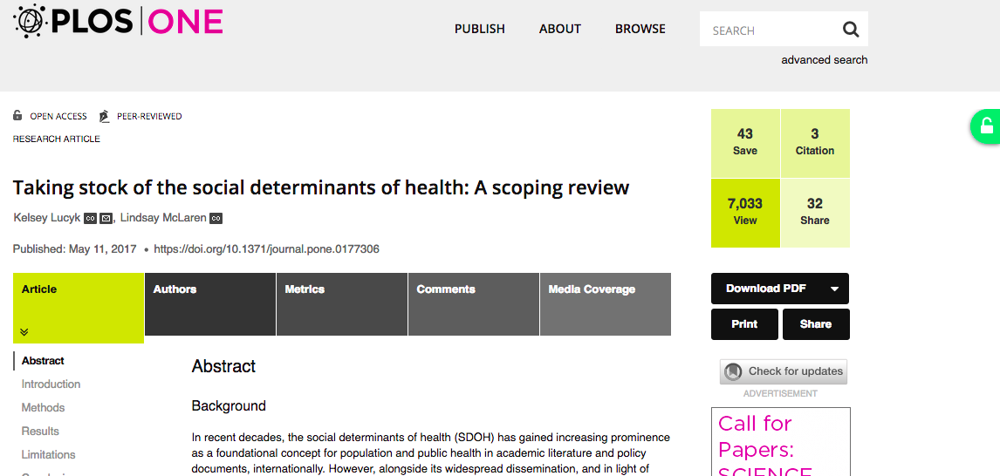 PLOS ONE
PUBLISH ABOUT BROWSE
SEARCH
advanced search
OPEN ACCESS PEER-REVIEWED
RESEARCH ARTICLE
Taking stock of the social determinants of health: A scoping review
Kelsey Lucyk co, Lindsay McLaren co
Published: May 11, 2017 • https://doi.org/10.1371/journal.pone.0177306
43
Save
3
Citation
7,033
View
32
Share
Article
Authors
Metrics
Comments
Media Coverage
Download PDF
Print
Share
Check for updates
ADVERTISEMENT
Call for
Papers:
SCIENCE
Abstract
Introduction
Methods
Results
Limitations
Abstract
Background
In recent decades, the social determinants of health (SDOH) has gained increasing prominence
as a foundational concept for population and public health in academic literature and policy
documents, internationally. However, alongside its widespread dissemination, and in light of